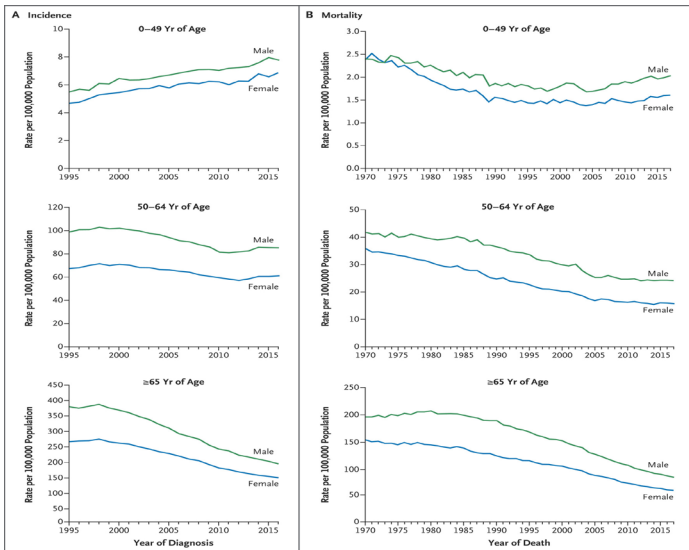 A Incidence
0–49 Yr of Age
Rate per 100,000 Population
10
8
6
4
2
0
Male
Female
1995 2000 2005 2010 2015
50–64 Yr of Age
Rate per 100,000 Population
120
100
80
60
40
20
0
Male
Female
1995 2000 2005 2010 2015
≥65 Yr of Age
Rate per 100,000 Population
450
400
350
300
250
200
150
100
50
0
Male
Female
1995 2000 2005 2010 2015
Year of Diagnosis
B Mortality
0–49 Yr of Age
Rate per 100,000 Population
3.0
2.5
2.0
1.5
1.0
0.5
0.0
Male
Female
1970 1975 1980 1985 1990 1995 2000 2005 2010 2015
50–64 Yr of Age
Rate per 100,000 Population
50
40
30
20
10
0
Male
Female
1970 1975 1980 1985 1990 1995 2000 2005 2010 2015
≥65 Yr of Age
Rate per 100,000 Population
250
200
150
100
50
0
Male
Female
1970 1975 1980 1985 1990 1995 2000 2005 2010 2015
Year of Death